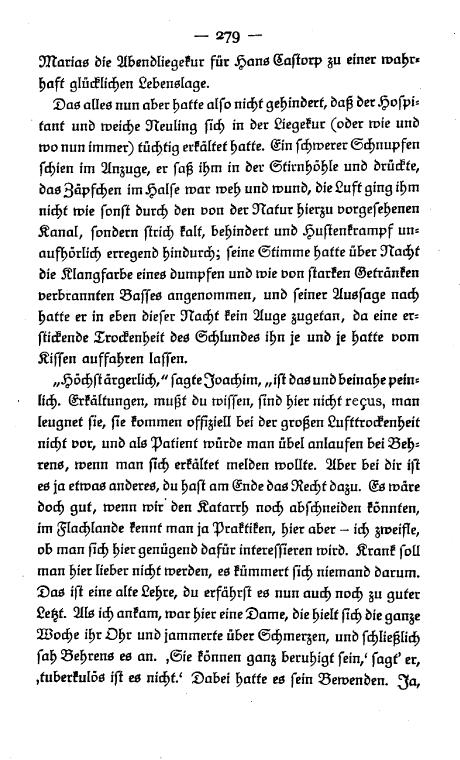 — 279 —
Marias die Abendliegekur für Hans Castorp zu einer wahr-
haft glücklichen Lebenslage.
Das alles nun aber hatte also nicht gehindert, daß der Hospi-
tant und weiche Neuling sich in der Liegekur (oder wie und
wo nun immer) tüchtig erkältet hatte. Ein schwerer Schnupfen
schien im Anzuge, er saß ihm in der Stirnhöhle und drückte,
das Zäpfchen im Halse war weh und wund, die Luft ging ihm
nicht wie sonst durch den von der Natur hierzu vorgesehenen
Kanal, sondern strich kalt, behindert und Hustenkrampf un-
aufhörlich erregend hindurch; seine Stimme hatte über Nacht
die Klangfarbe eines dumpfen und wie von starken Getränken
verbrannten Basses angenommen, und seiner Aussage nach
hatte er in eben dieser Nacht kein Auge zugetan, da eine er-
stickende Trockenheit des Schlundes ihn je und je hatte vom
Kissen auffahren lassen.
„Höchst ärgerlich,“ sagte Joachim, „ist das und beinahe pein-
lich. Erkältungen, mußt du wissen, sind hier nicht reçus, man
leugnet sie, sie kommen offiziell bei der großen Lufttrockenheit
nicht vor, und als Patient würde man übel anlaufen bei Beh-
rens, wenn man sich erkältet melden wollte. Aber bei dir ist
es ja etwas anderes, du hast am Ende das Recht dazu. Es wäre
doch gut, wenn wir den Katarrh noch abschneiden könnten,
im Flachlande kennt man ja Praktiken, hier aber – ich zweifle,
ob man sich hier genügend dafür interessieren wird. Krank soll
man hier lieber nicht werden, es kümmert sich niemand darum.
Das ist eine alte Lehre, du erfährst es nun auch noch zu guter
Letzt. Als ich ankam, war hier eine Dame, die hielt sich die ganze
Woche ihr Ohr und jammerte über Schmerzen, und schließlich
sah Behrens es an. ‚Sie können ganz beruhigt sein,‘ sagt’ er,
‚tuberkulös ist es nicht.‘ Dabei hatte es sein Bewenden. Ja,